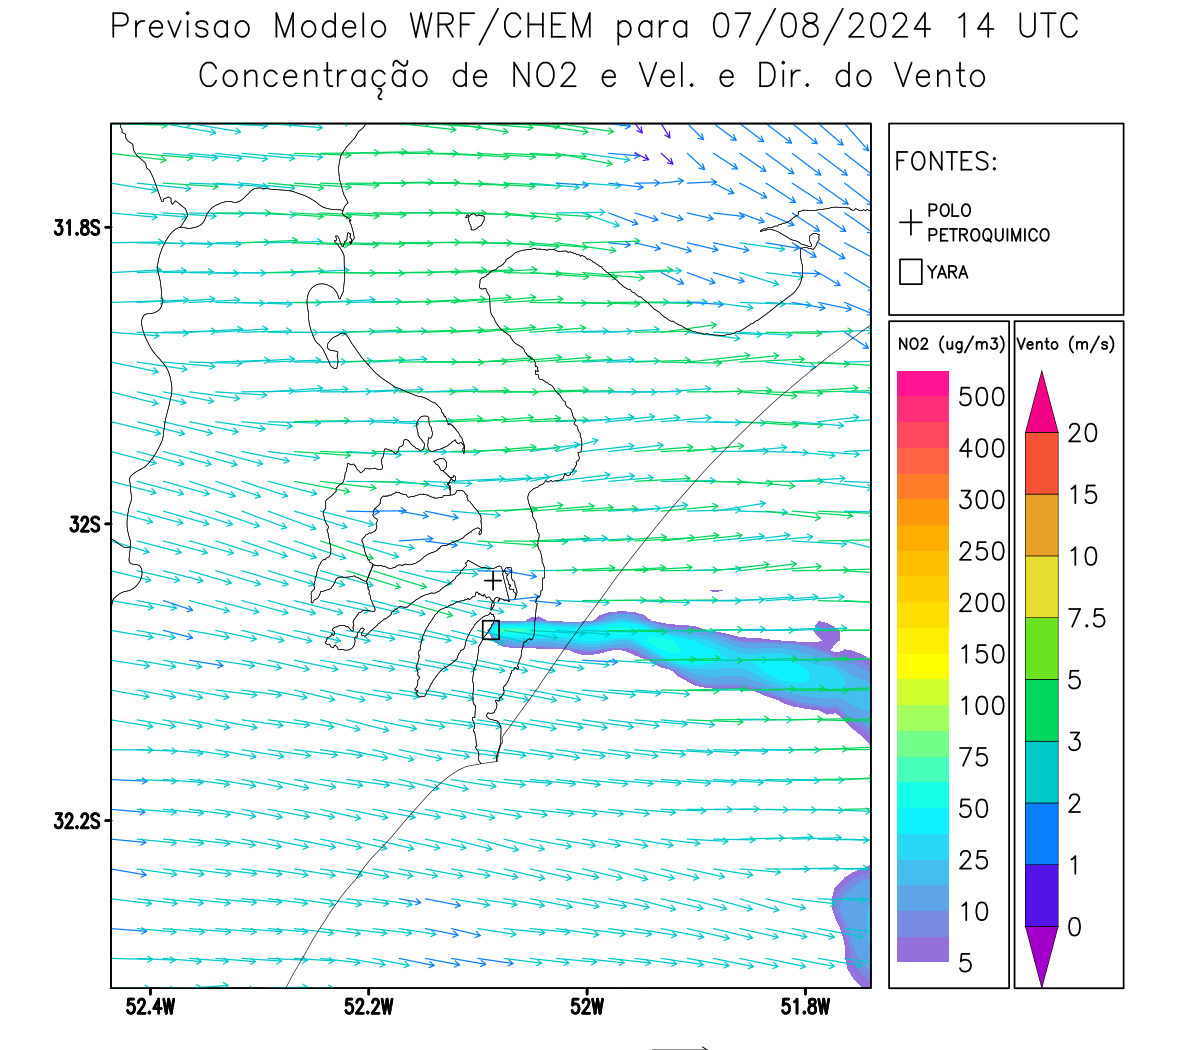 Previsao Modelo WRF/CHEM para 07/08/2024 14 UTC
Concentração de NO2 e Vel. e Dir. do Vento
FONTES:
POLO
PETROQUIMICO
YARA
NO2 (ug/m3)
500
400
300
250
200
150
100
75
50
25
10
5
Vento (m/s)
20
15
10
7.5
5
3
2
1
0
31.8S
32S
32.2S
52.4W 52.2W 52W 51.8W